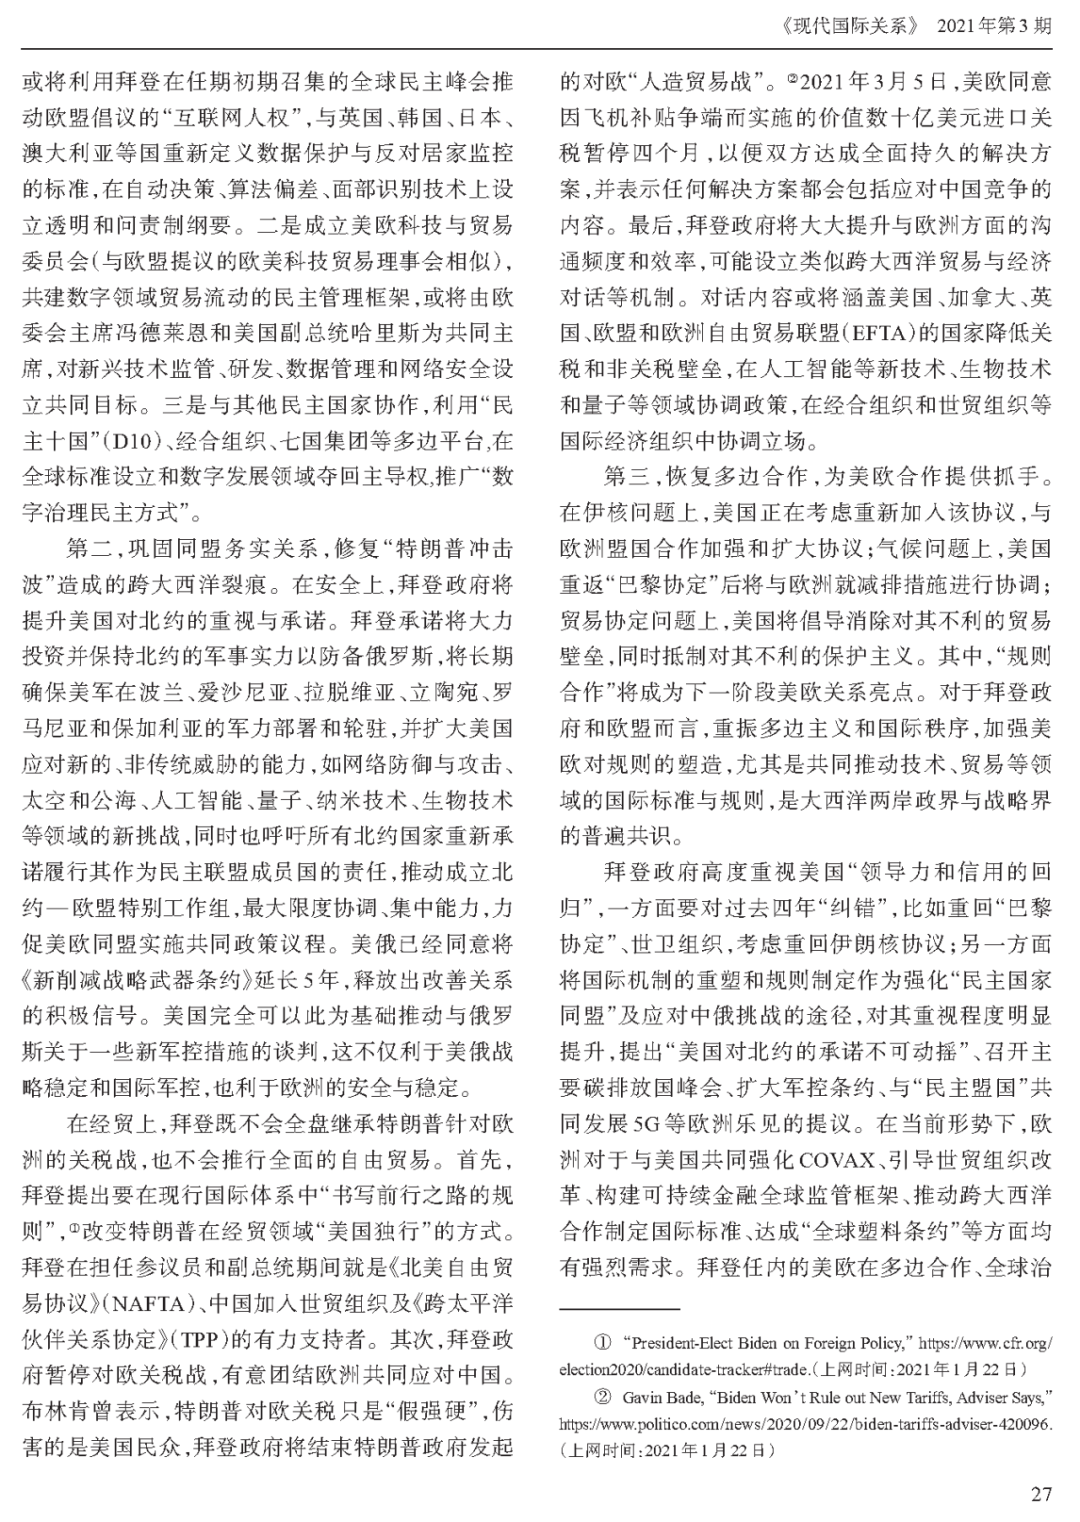 《现代国际关系》 2021年第3期
或将利用拜登在任期初期召集的全球民主峰会推
动欧盟倡议的“互联网人权”,与英国、韩国、日本、
澳大利亚等国重新定义数据保护与反对居家监控
的标准,在自动决策、算法偏差、面部识别技术上设
立透明和问责制纲要。二是成立美欧科技与贸易
委员会(与欧盟提议的欧美科技贸易理事会相似),
共建数字领域贸易流动的民主管理框架,或将由欧
委会主席冯德莱恩和美国副总统哈里斯为共同主
席,对新兴技术监管、研发、数据管理和网络安全设
立共同目标。三是与其他民主国家协作,利用“民
主十国”(D10)、经合组织、七国集团等多边平台,在
全球标准设立和数字发展领域夺回主导权,推广“数
字治理民主方式”。
第二,巩固同盟务实关系,修复“特朗普冲击
波”造成的跨大西洋裂痕。在安全上,拜登政府将
提升美国对北约的重视与承诺。拜登承诺将大力
投资并保持北约的军事实力以防备俄罗斯,将长期
确保美军在波兰、爱沙尼亚、拉脱维亚、立陶宛、罗
马尼亚和保加利亚的军力部署和轮驻,并扩大美国
应对新的、非传统威胁的能力,如网络防御与攻击、
太空和公海、人工智能、量子、纳米技术、生物技术
等领域的新挑战,同时也呼吁所有北约国家重新承
诺履行其作为民主联盟成员国的责任,推动成立北
约—欧盟特别工作组,最大限度协调、集中能力,力
促美欧同盟实施共同政策议程。美俄已经同意将
《新削减战略武器条约》延长5年,释放出改善关系
的积极信号。美国完全可以此为基础推动与俄罗
斯关于一些新军控措施的谈判,这不仅利于美俄战
略稳定和国际军控,也利于欧洲的安全与稳定。
在经贸上,拜登既不会全盘继承特朗普针对欧
洲的关税战,也不会推行全面的自由贸易。首先,
拜登提出要在现行国际体系中“书写前行之路的规
则”,①改变特朗普在经贸领域“美国独行”的方式。
拜登在担任参议员和副总统期间就是《北美自由贸
易协议》(NAFTA)、中国加入世贸组织及《跨太平洋
伙伴关系协定》(TPP)的有力支持者。其次,拜登政
府暂停对欧关税战,有意团结欧洲共同应对中国。
布林肯曾表示,特朗普对欧关税只是“假强硬”,伤
害的是美国民众,拜登政府将结束特朗普政府发起
的对欧“人造贸易战”。②2021年3月5日,美欧同意
因飞机补贴争端而实施的价值数十亿美元进口关
税暂停四个月,以便双方达成全面持久的解决方
案,并表示任何解决方案都会包括应对中国竞争的
内容。最后,拜登政府将大大提升与欧洲方面的沟
通频度和效率,可能设立类似跨大西洋贸易与经济
对话等机制。对话内容或将涵盖美国、加拿大、英
国、欧盟和欧洲自由贸易联盟(EFTA)的国家降低关
税和非关税壁垒,在人工智能等新技术、生物技术
和量子等领域协调政策,在经合组织和世贸组织等
国际经济组织中协调立场。
第三,恢复多边合作,为美欧合作提供抓手。
在伊核问题上,美国正在考虑重新加入该协议,与
欧洲盟国合作加强和扩大协议;气候问题上,美国
重返“巴黎协定”后将与欧洲就减排措施进行协调;
贸易协定问题上,美国将倡导消除对其不利的贸易
壁垒,同时抵制对其不利的保护主义。其中,“规则
合作”将成为下一阶段美欧关系亮点。对于拜登政
府和欧盟而言,重振多边主义和国际秩序,加强美
欧对规则的塑造,尤其是共同推动技术、贸易等领
域的国际标准与规则,是大西洋两岸政界与战略界
的普遍共识。
拜登政府高度重视美国“领导力和信用的回
归”,一方面要对过去四年“纠错”,比如重回“巴黎
协定”、世卫组织,考虑重回伊朗核协议;另一方面
将国际机制的重塑和规则制定作为强化“民主国家
同盟”及应对中俄挑战的途径,对其重视程度明显
提升,提出“美国对北约的承诺不可动摇”、召开主
要碳排放国峰会、扩大军控条约、与“民主盟国”共
同发展5G等欧洲乐见的提议。在当前形势下,欧
洲对于与美国共同强化COVAX、引导世贸组织改
革、构建可持续金融全球监管框架、推动跨大西洋
合作制定国际标准、达成“全球塑料条约”等方面均
有强烈需求。拜登任内的美欧在多边合作、全球治
① “President-Elect Biden on Foreign Policy,” https://www.cfr.org/
election2020/candidate-tracker#trade.(上网时间:2021年1月22日)
② Gavin Bade, “Biden Won’t Rule out New Tariffs, Adviser Says,”
https://www.politico.com/news/2020/09/22/biden-tariffs-adviser-420096.
(上网时间:2021年1月22日)
27